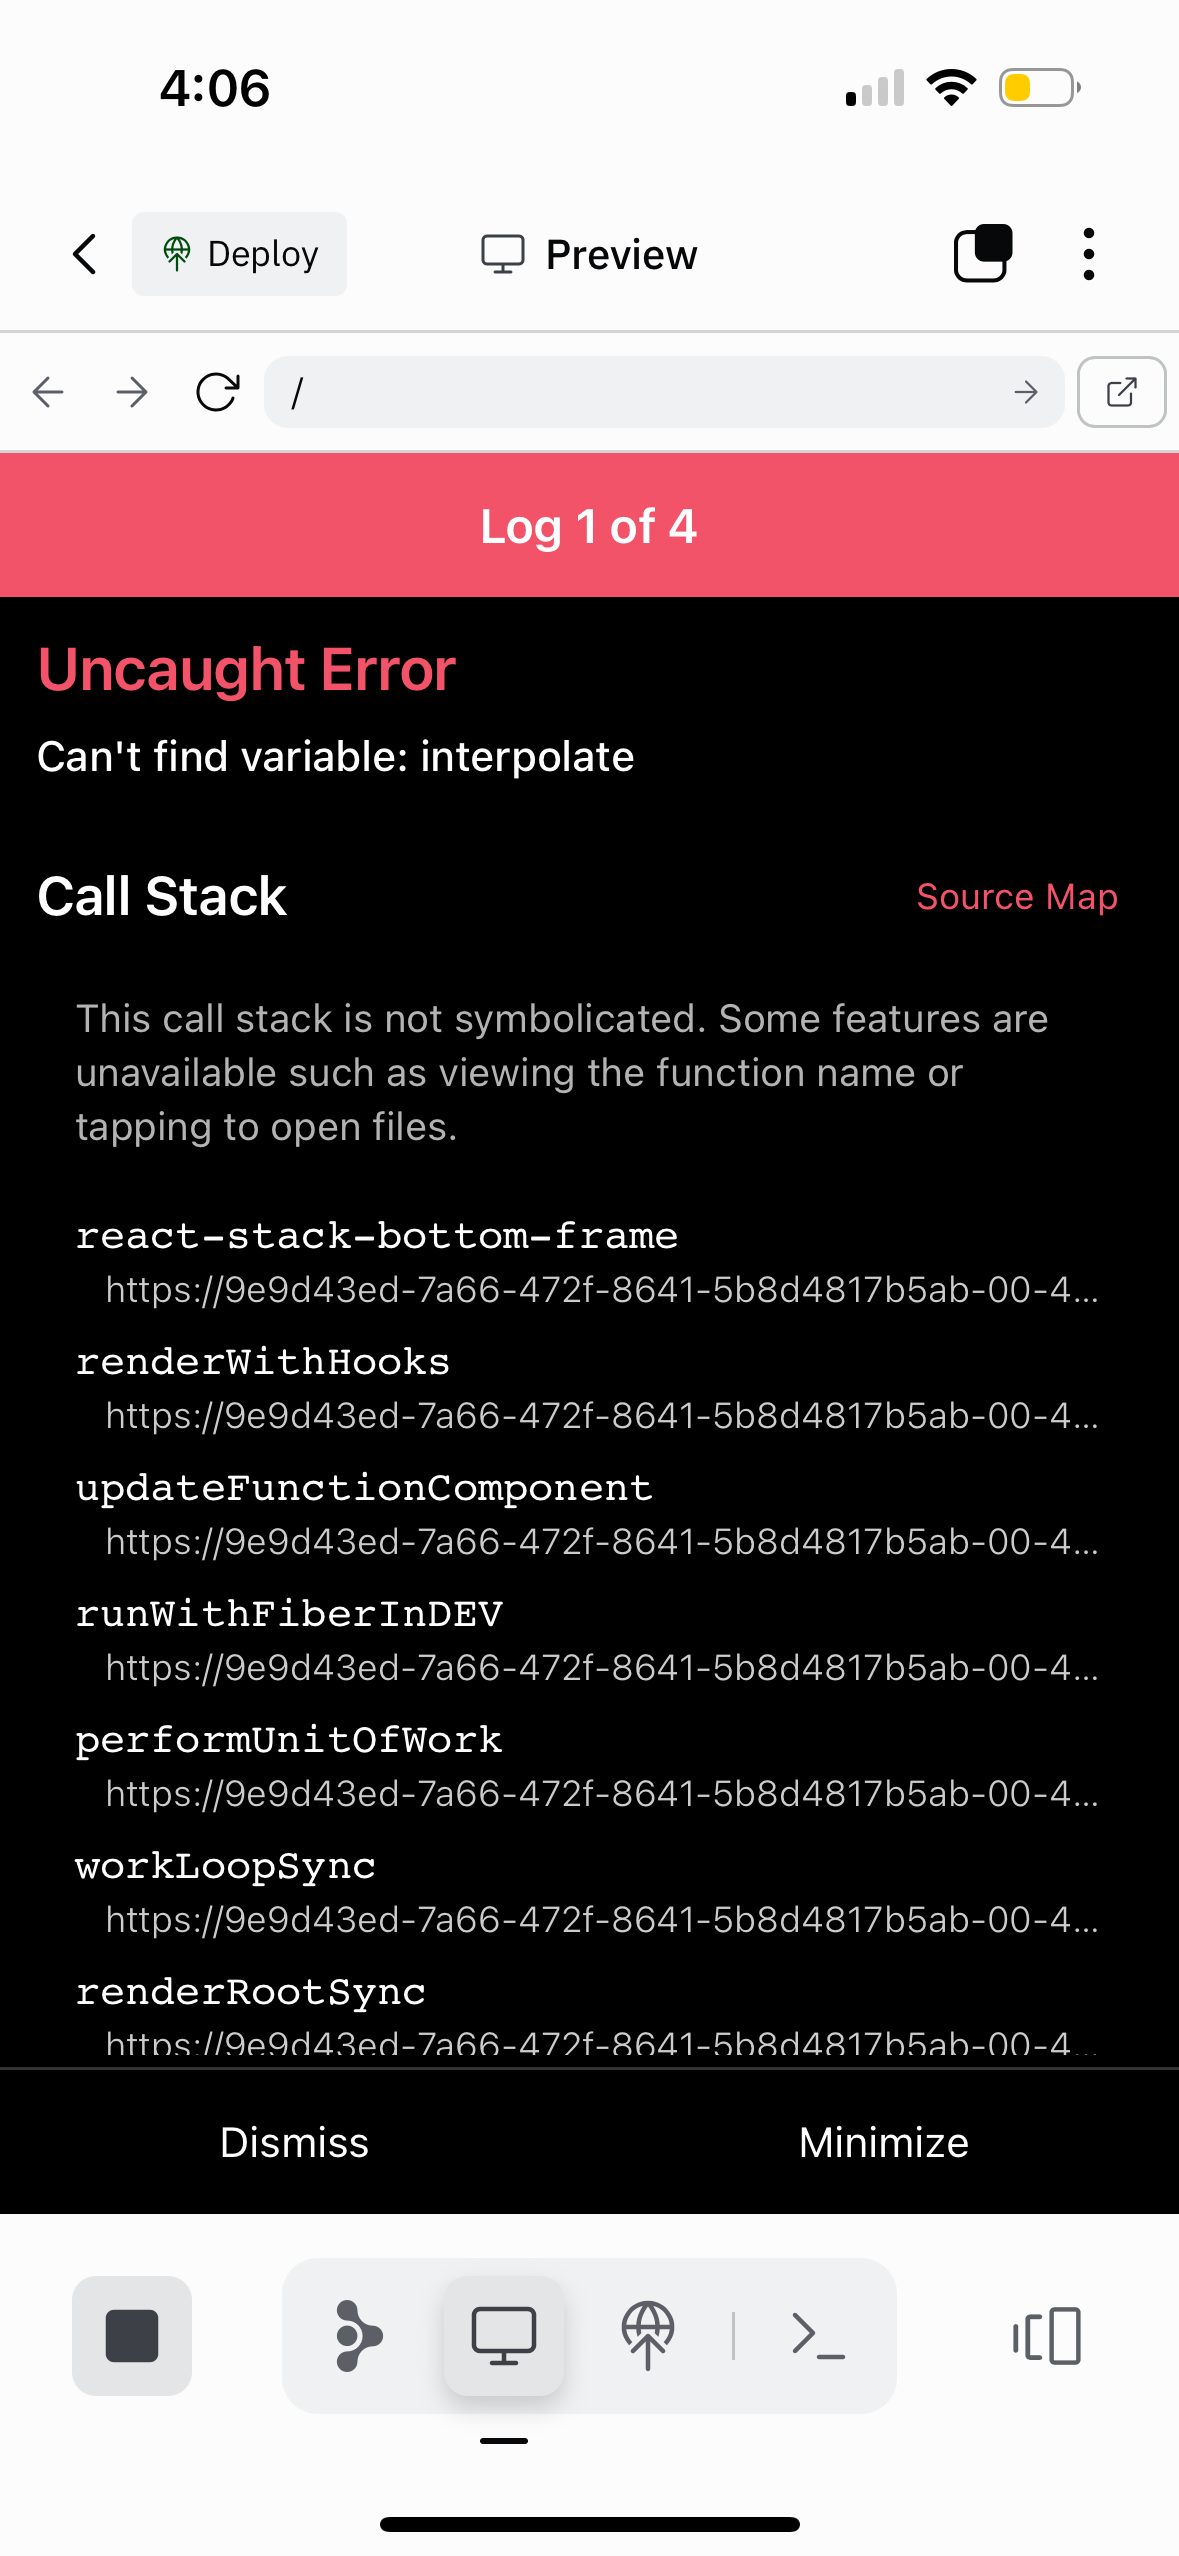 4:06
Deploy
Preview
/
Log 1 of 4
Uncaught Error
Can't find variable: interpolate
Call Stack
Source Map
This call stack is not symbolicated. Some features are
unavailable such as viewing the function name or
tapping to open files.
react-stack-bottom-frame
https://9e9d43ed-7a66-472f-8641-5b8d4817b5ab-00-4...
renderWithHooks
https://9e9d43ed-7a66-472f-8641-5b8d4817b5ab-00-4...
updateFunctionComponent
https://9e9d43ed-7a66-472f-8641-5b8d4817b5ab-00-4...
runWithFiberInDEV
https://9e9d43ed-7a66-472f-8641-5b8d4817b5ab-00-4...
performUnitOfWork
https://9e9d43ed-7a66-472f-8641-5b8d4817b5ab-00-4...
workLoopSync
https://9e9d43ed-7a66-472f-8641-5b8d4817b5ab-00-4...
renderRootSync
https://9e9d43ed-7a66-472f-8641-5b8d4817b5ab-00-4...
Dismiss
Minimize